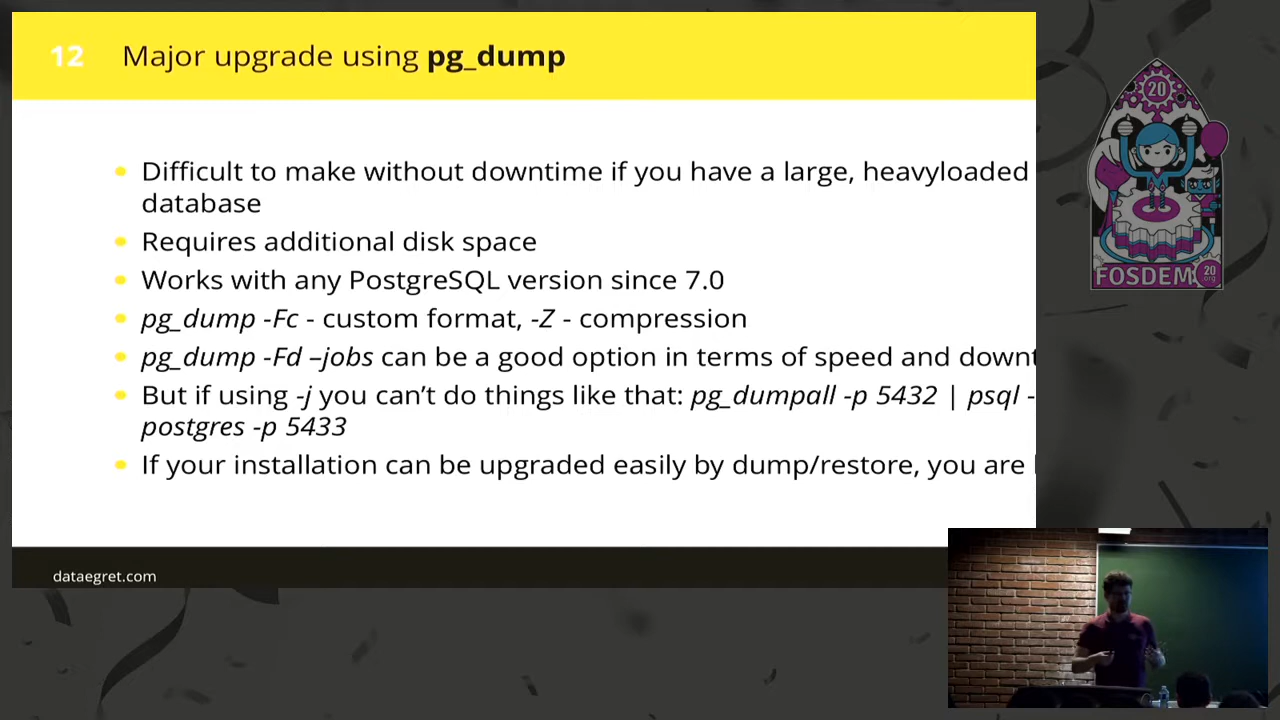 12 Major upgrade using pg_dump
Difficult to make without downtime if you have a large, heavyloaded
database
Requires additional disk space
Works with any PostgreSQL version since 7.0
pg_dump -Fc - custom format, -Z - compression
pg_dump -Fd –jobs can be a good option in terms of speed and downt
But if using -j you can't do things like that: pg_dumpall -p 5432 | psql -
postgres -p 5433
If your installation can be upgraded easily by dump/restore, you are
dataegret.com
20
FOSDEM
20
.org